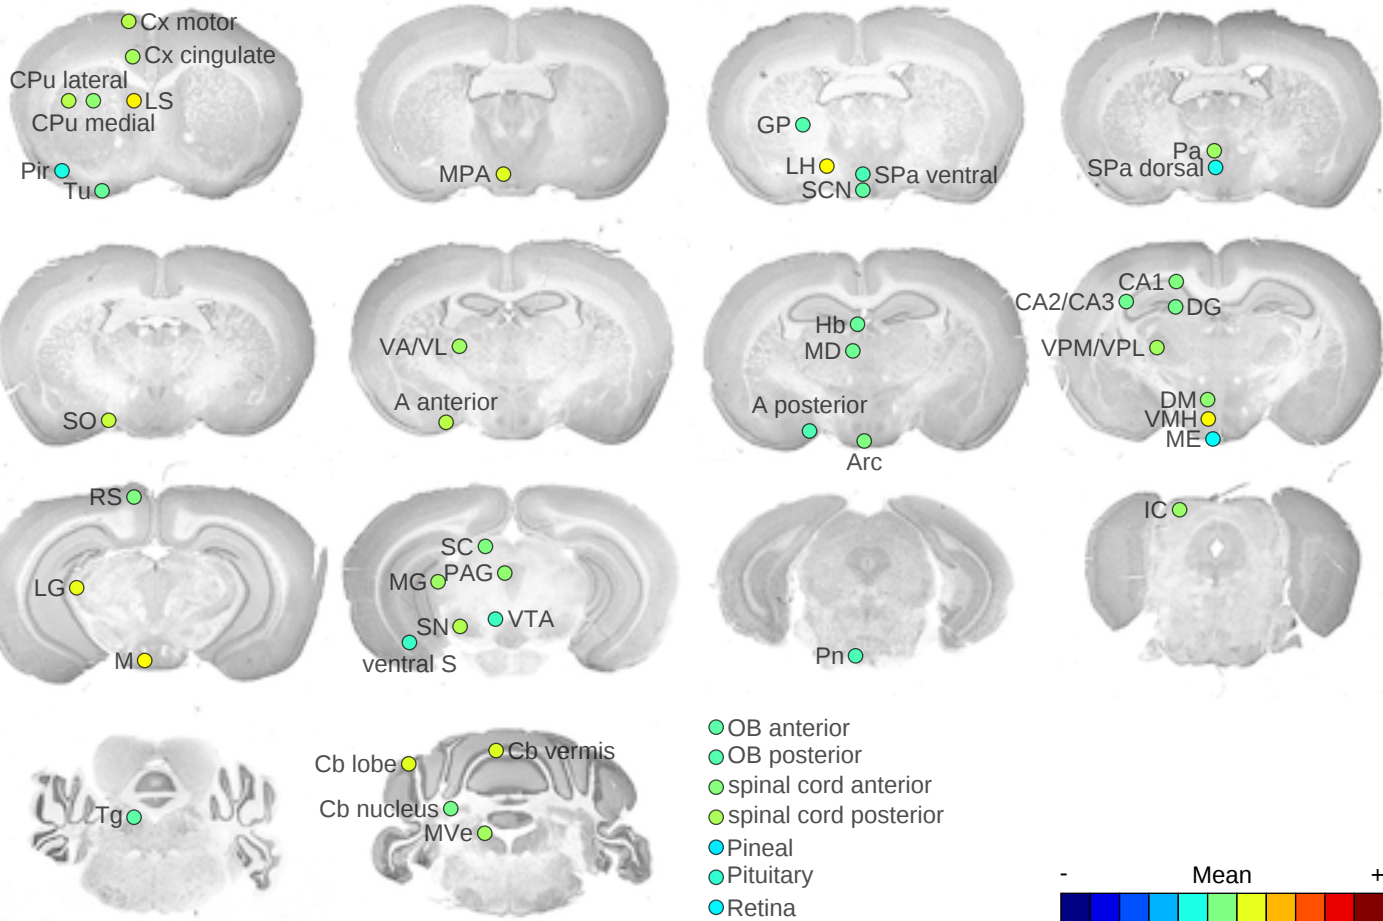 Cx motor
Cx cingulate
CPu lateral
LS
CPu medial
Pir
Tu
MPA
GP
LH
SPa ventral
SCN
Pa
SPa dorsal
SO
VA/VL
A anterior
Hb
MD
A posterior
Arc
CA1
CA2/CA3
DG
VPM/VPL
DM
VMH
ME
RS
LG
M
SC
PAG
MG
SN
VTA
ventral S
Pn
IC
Tg
Cb lobe
Cb vermis
Cb nucleus
MVe
OB anterior
OB posterior
spinal cord anterior
spinal cord posterior
Pineal
Pituitary
Retina
- Mean +